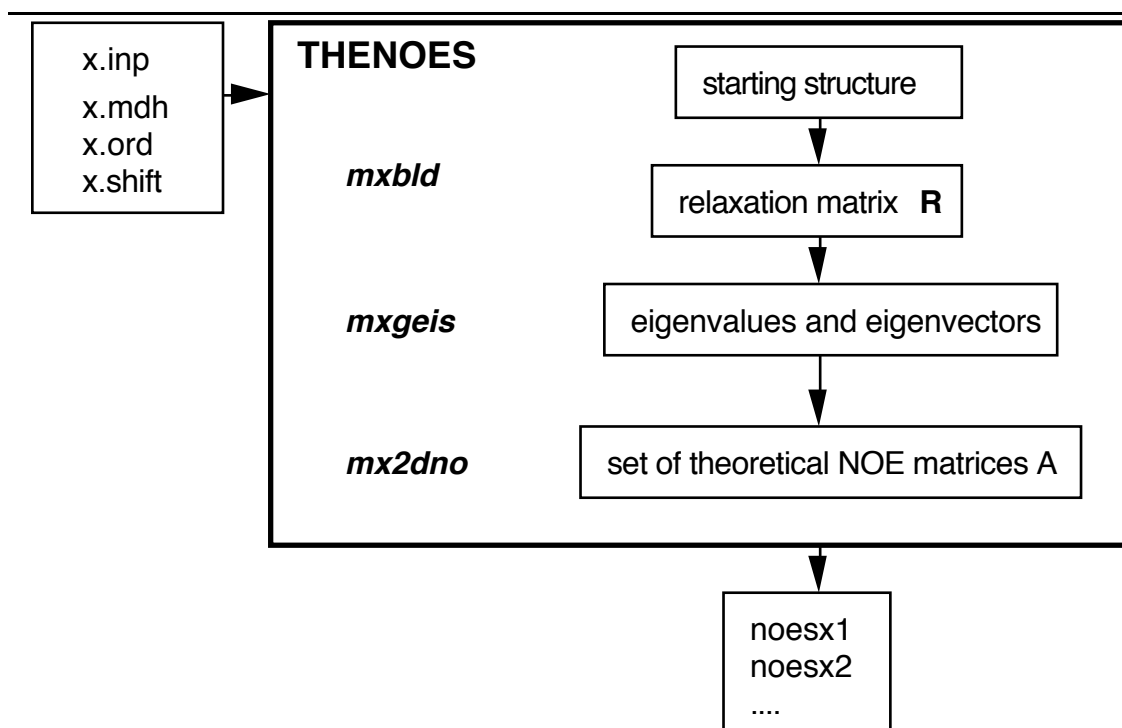 x.inp
x.mdh
x.ord
x.shift
THENOES
starting structure
mxbld
relaxation matrix R
mxgeis
eigenvalues and eigenvectors
mx2dno
set of theoretical NOE matrices A
noesx1
noesx2
....